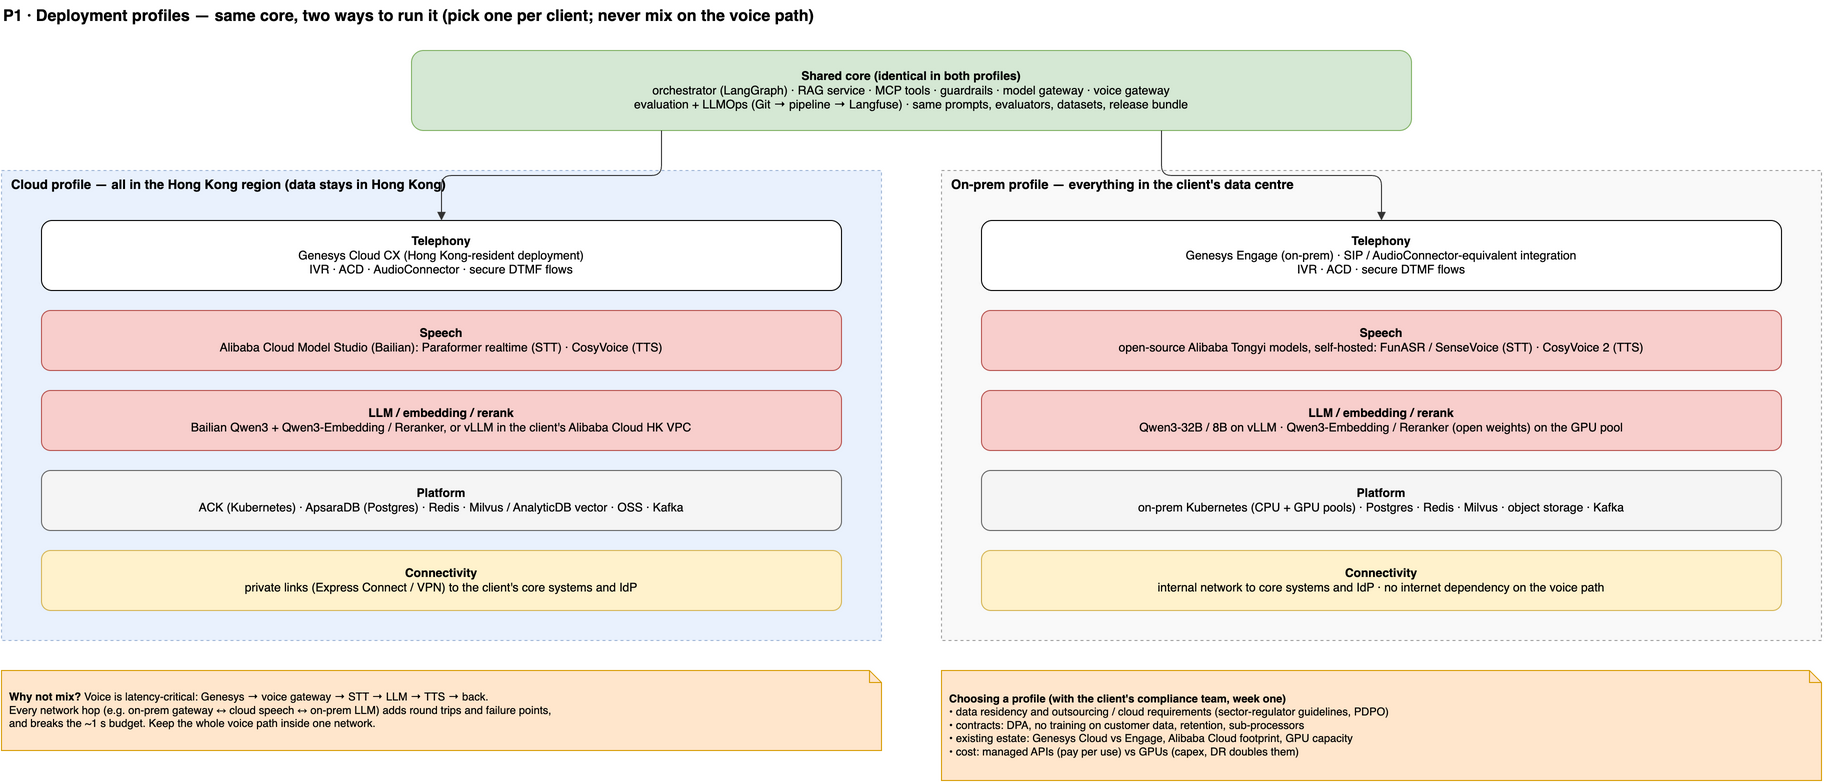 P1 · Deployment profiles — same core, two ways to run it (pick one per client; never mix on the voice path)
Shared core (identical in both profiles)
orchestrator (LangGraph) · RAG service · MCP tools · guardrails · model gateway · voice gateway
evaluation + LLMOps (Git → pipeline → Langfuse) · same prompts, evaluators, datasets, release bundle
Cloud profile — all in the Hong Kong region (data stays in Hong Kong)
Telephony
Genesys Cloud CX (Hong Kong-resident deployment)
IVR · ACD · AudioConnector · secure DTMF flows
Speech
Alibaba Cloud Model Studio (Bailian): Paraformer realtime (STT) · CosyVoice (TTS)
LLM / embedding / rerank
Bailian Qwen3 + Qwen3-Embedding / Reranker, or vLLM in the client's Alibaba Cloud HK VPC
Platform
ACK (Kubernetes) · ApsaraDB (Postgres) · Redis · Milvus / AnalyticDB vector · OSS · Kafka
Connectivity
private links (Express Connect / VPN) to the client's core systems and IdP
On-prem profile — everything in the client's data centre
Telephony
Genesys Engage (on-prem) · SIP / AudioConnector-equivalent integration
IVR · ACD · secure DTMF flows
Speech
open-source Alibaba Tongyi models, self-hosted: FunASR / SenseVoice (STT) · CosyVoice 2 (TTS)
LLM / embedding / rerank
Qwen3-32B / 8B on vLLM · Qwen3-Embedding / Reranker (open weights) on the GPU pool
Platform
on-prem Kubernetes (CPU + GPU pools) · Postgres · Redis · Milvus · object storage · Kafka
Connectivity
internal network to core systems and IdP · no internet dependency on the voice path
Why not mix? Voice is latency-critical: Genesys → voice gateway → STT → LLM → TTS → back.
Every network hop (e.g. on-prem gateway ↔ cloud speech ↔ on-prem LLM) adds round trips and failure points,
and breaks the ~1 s budget. Keep the whole voice path inside one network.
Choosing a profile (with the client's compliance team, week one)
• data residency and outsourcing / cloud requirements (sector-regulator guidelines, PDPO)
• contracts: DPA, no training on customer data, retention, sub-processors
• existing estate: Genesys Cloud vs Engage, Alibaba Cloud footprint, GPU capacity
• cost: managed APIs (pay per use) vs GPUs (capex, DR doubles them)